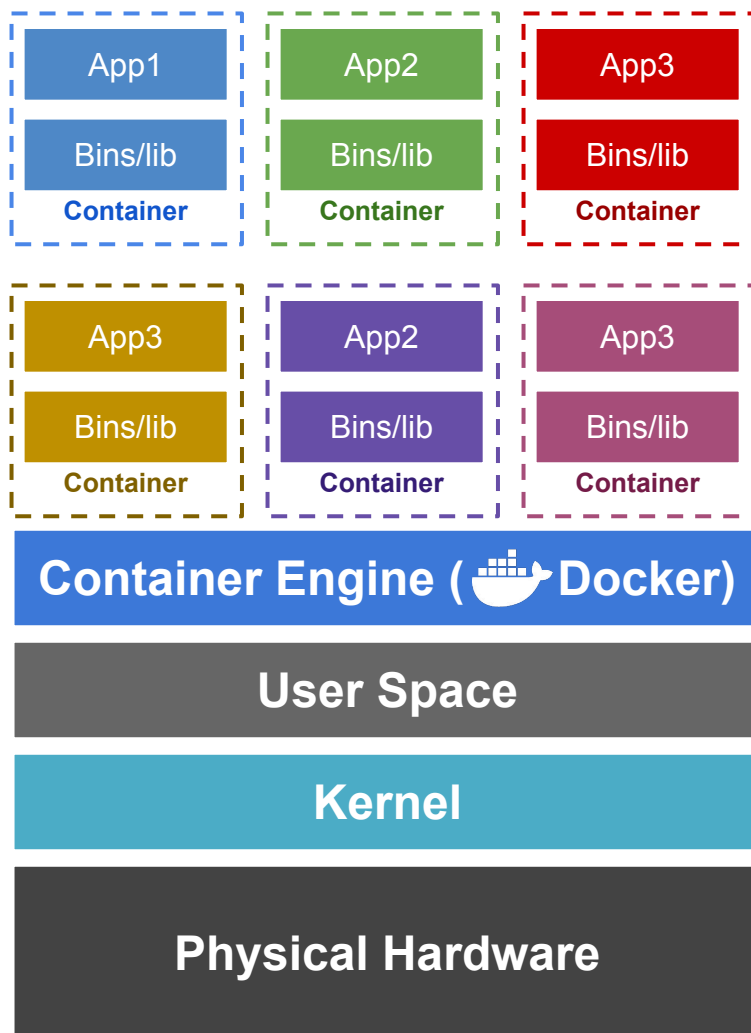 App1 App2 App3
Bins/lib Bins/lib Bins/lib
Container Container Container
App3 App2 App3
Bins/lib Bins/lib Bins/lib
Container Container Container
Container Engine ( Docker)
User Space
Kernel
Physical Hardware